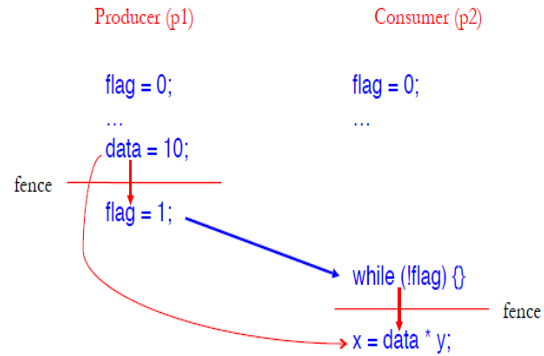 Producer (p1)
Consumer (p2)
flag = 0;
flag = 0;
...
...
data = 10;
fence
flag = 1;
while (!flag) {}
fence
x = data * y;